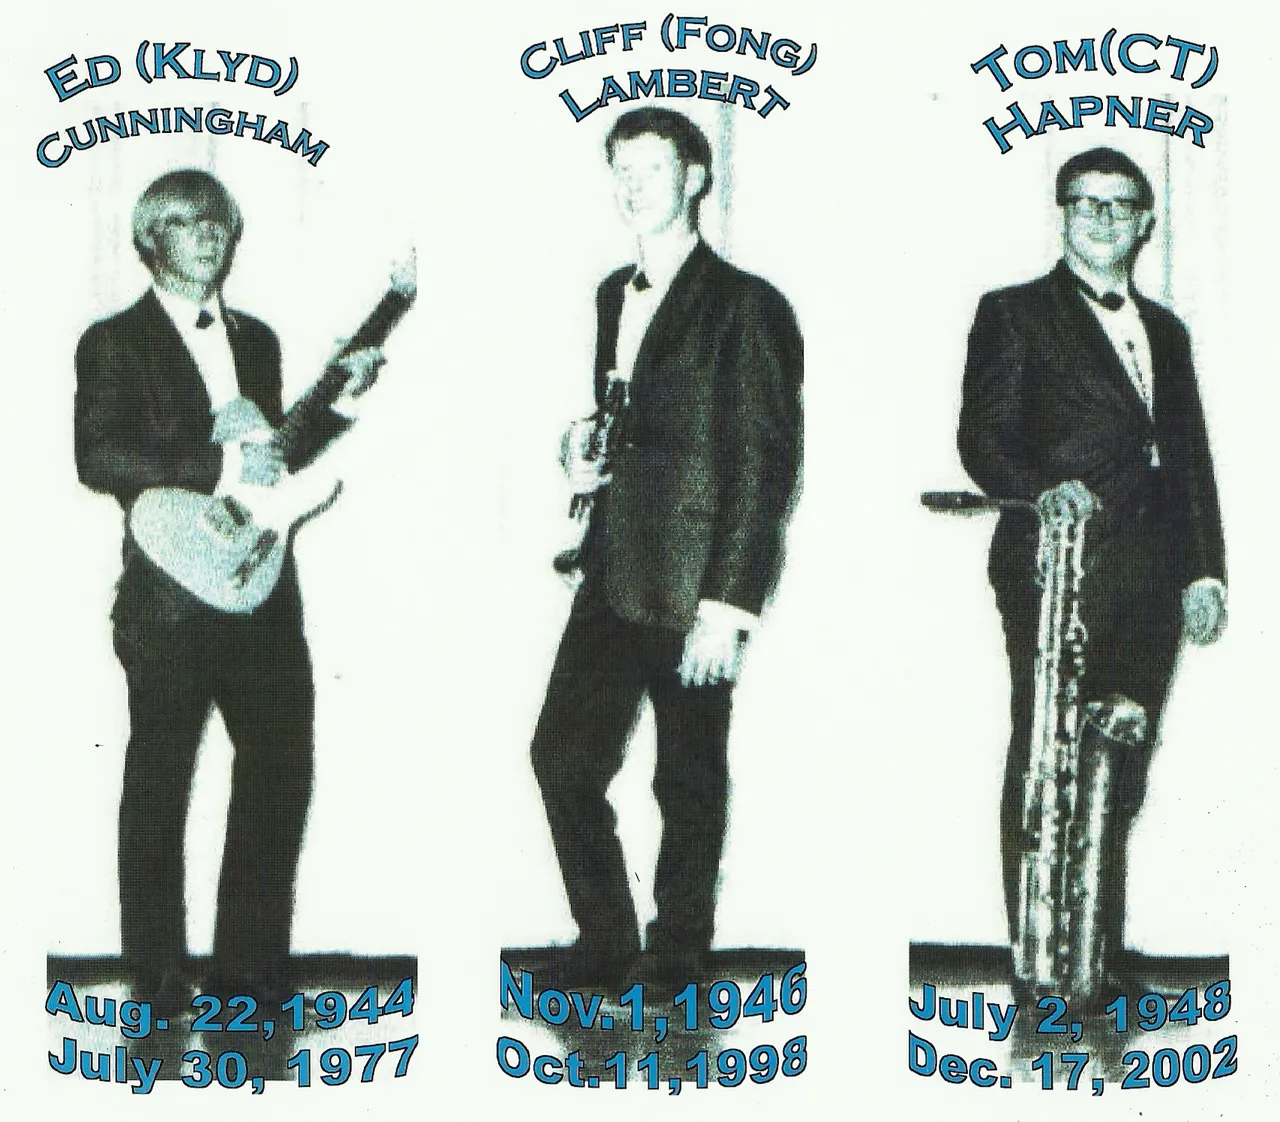 Ed (Klyd)
Cunningham
Aug. 22,1944
July 30, 1977
Cliff (Fong)
Lambert
Nov.1,1946
Oct.11,1998
Tom(CT)
Hapner
July 2, 1948
Dec. 17, 2002